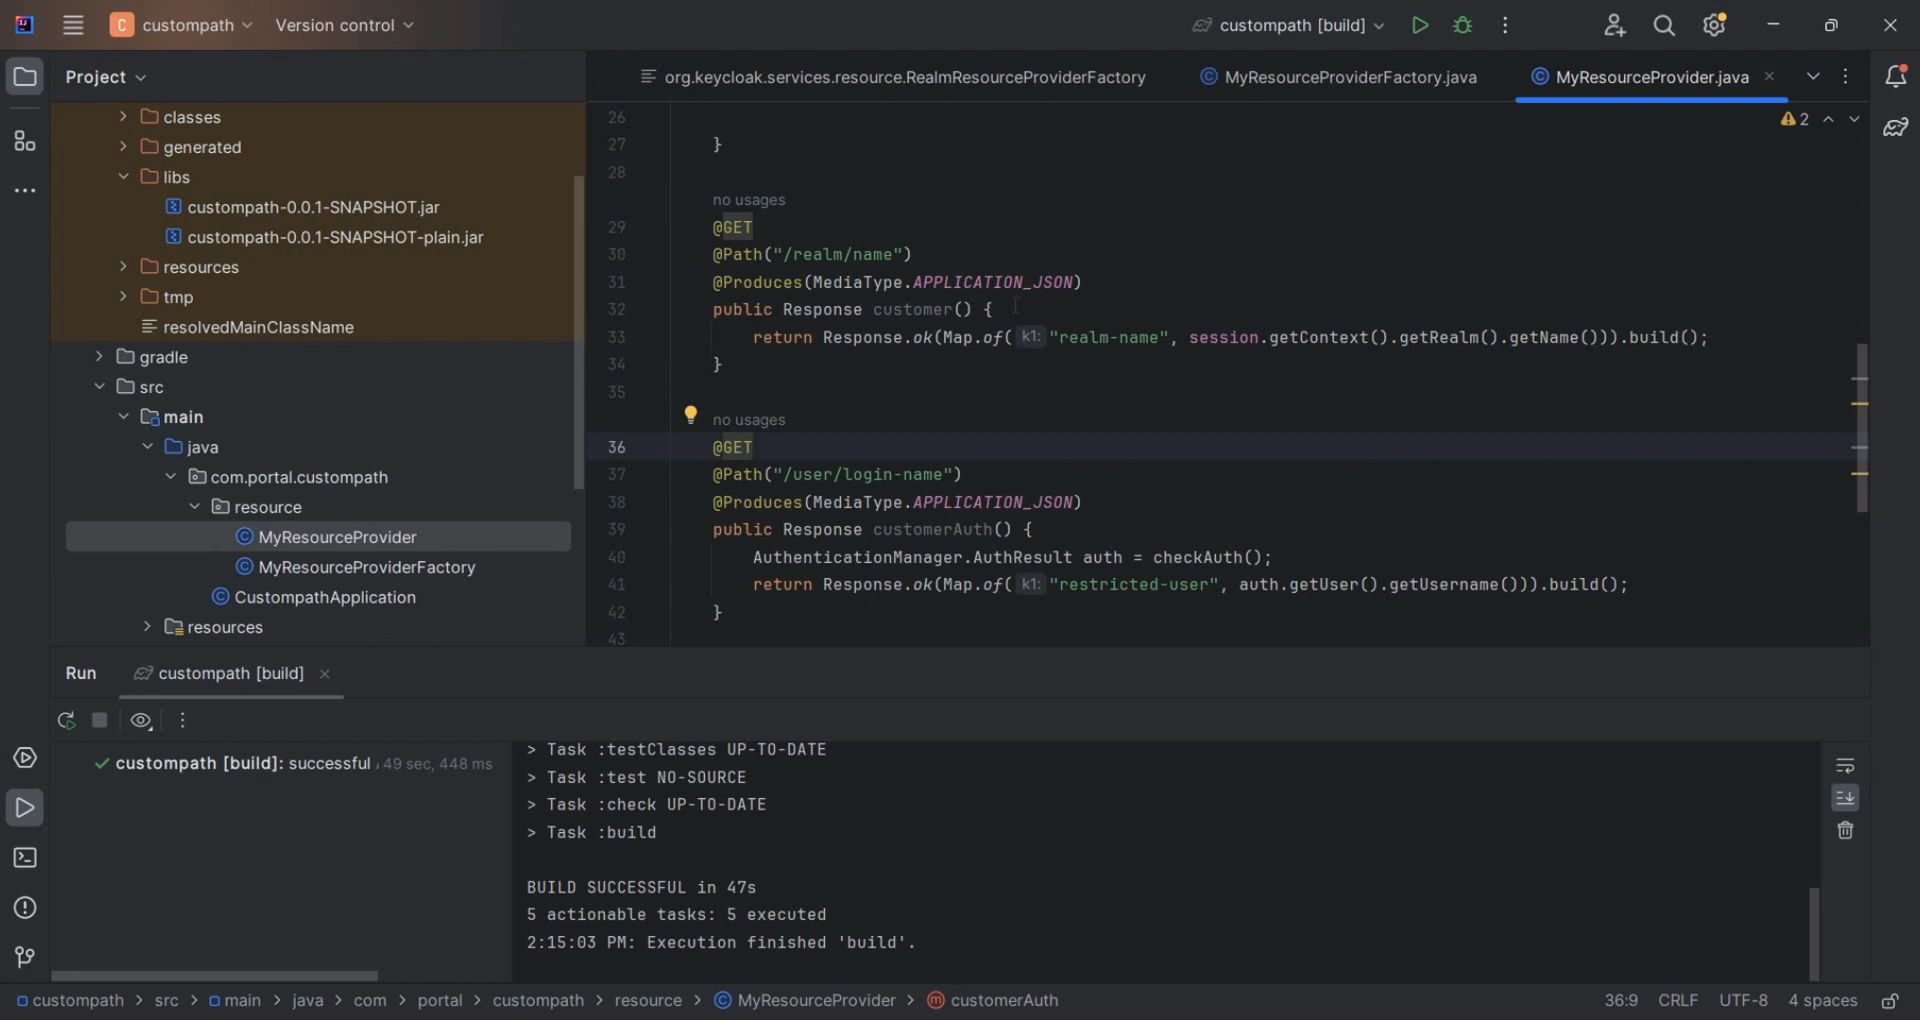 C custompath Version control custompath [build]
Project
org.keycloak.services.resource.RealmResourceProviderFactory MyResourceProviderFactory.java MyResourceProvider.java
classes
generated
libs
custompath-0.0.1-SNAPSHOT.jar
custompath-0.0.1-SNAPSHOT-plain.jar
resources
tmp
resolvedMainClassName
gradle
src
main
java
com.portal.custompath
resource
MyResourceProvider
MyResourceProviderFactory
CustompathApplication
resources
2
26
27 }
28
no usages
29 @GET
30 @Path("/realm/name")
31 @Produces(MediaType.APPLICATION_JSON)
32 public Response customer() {
33 return Response.ok(Map.of( k1: "realm-name", session.getContext().getRealm().getName())).build();
34 }
35
no usages
36 @GET
37 @Path("/user/login-name")
38 @Produces(MediaType.APPLICATION_JSON)
39 public Response customerAuth() {
40 AuthenticationManager.AuthResult auth = checkAuth();
41 return Response.ok(Map.of( k1: "restricted-user", auth.getUser().getUsername())).build();
42 }
43
Run custompath [build]
custompath [build]: successful 49 sec, 448 ms
> Task :testClasses UP-TO-DATE
> Task :test NO-SOURCE
> Task :check UP-TO-DATE
> Task :build
BUILD SUCCESSFUL in 47s
5 actionable tasks: 5 executed
2:15:03 PM: Execution finished 'build'.
custompath > src > main > java > com > portal > custompath > resource > MyResourceProvider > customerAuth 36:9 CRLF UTF-8 4 spaces